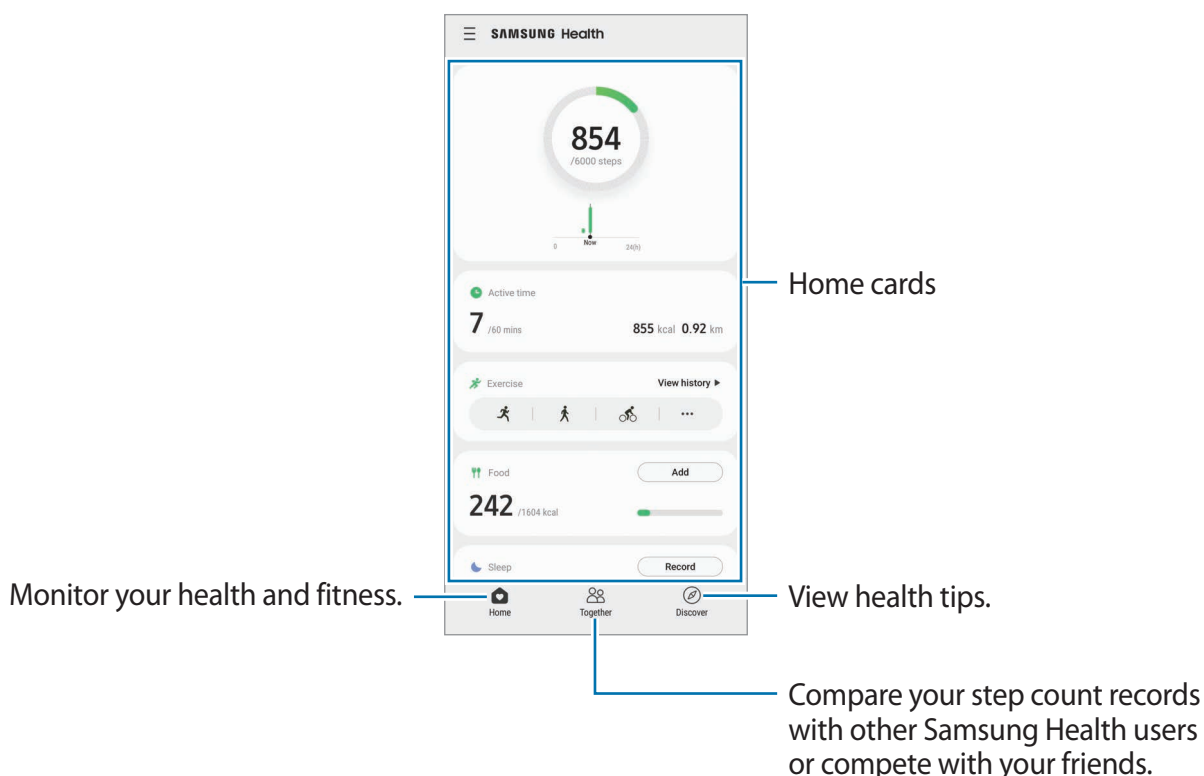 SAMSUNG Health
854
/6000 steps
Now
0 24(h)
Home cards
Active time
7 /60 mins 855 kcal 0.92 km
Exercise View history
Food Add
242 /1604 kcal
Sleep Record
Monitor your health and fitness.
Home Together Discover
View health tips.
Compare your step count records
with other Samsung Health users
or compete with your friends.